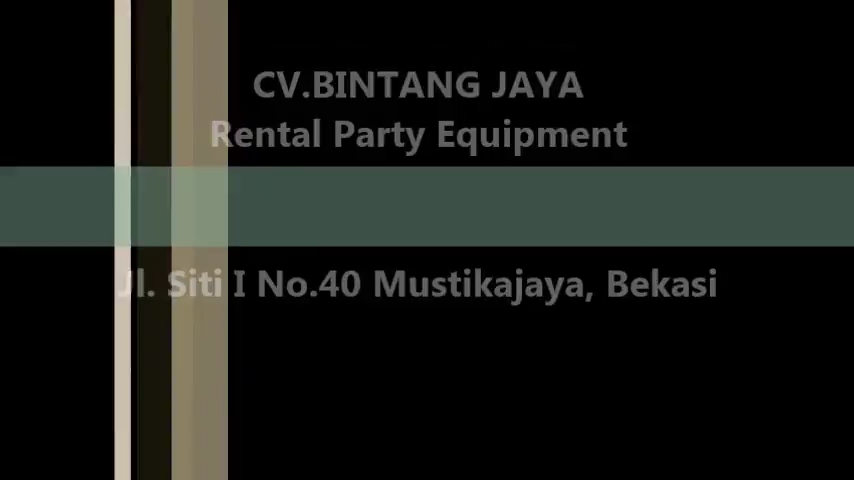 CV.BINTANG JAYA
Rental Party Equipment
Jl. Siti I No.40 Mustikajaya, Bekasi